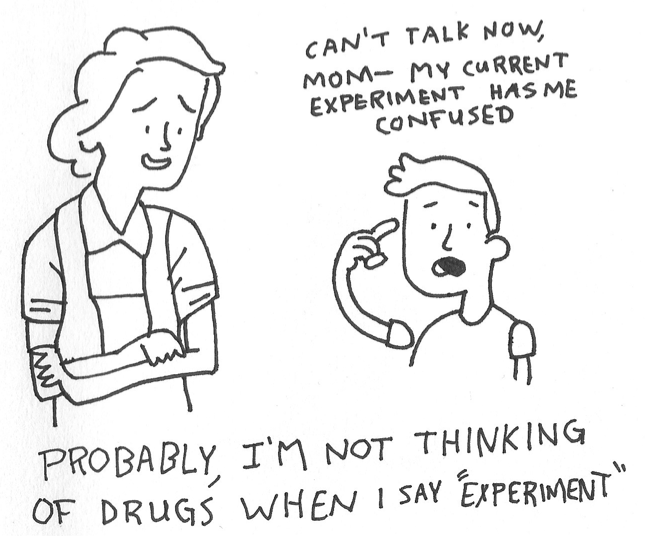 CAN'T TALK NOW,
MOM— MY CURRENT
EXPERIMENT HAS ME
CONFUSED
PROBABLY, I'M NOT THINKING
OF DRUGS WHEN I SAY "EXPERIMENT"